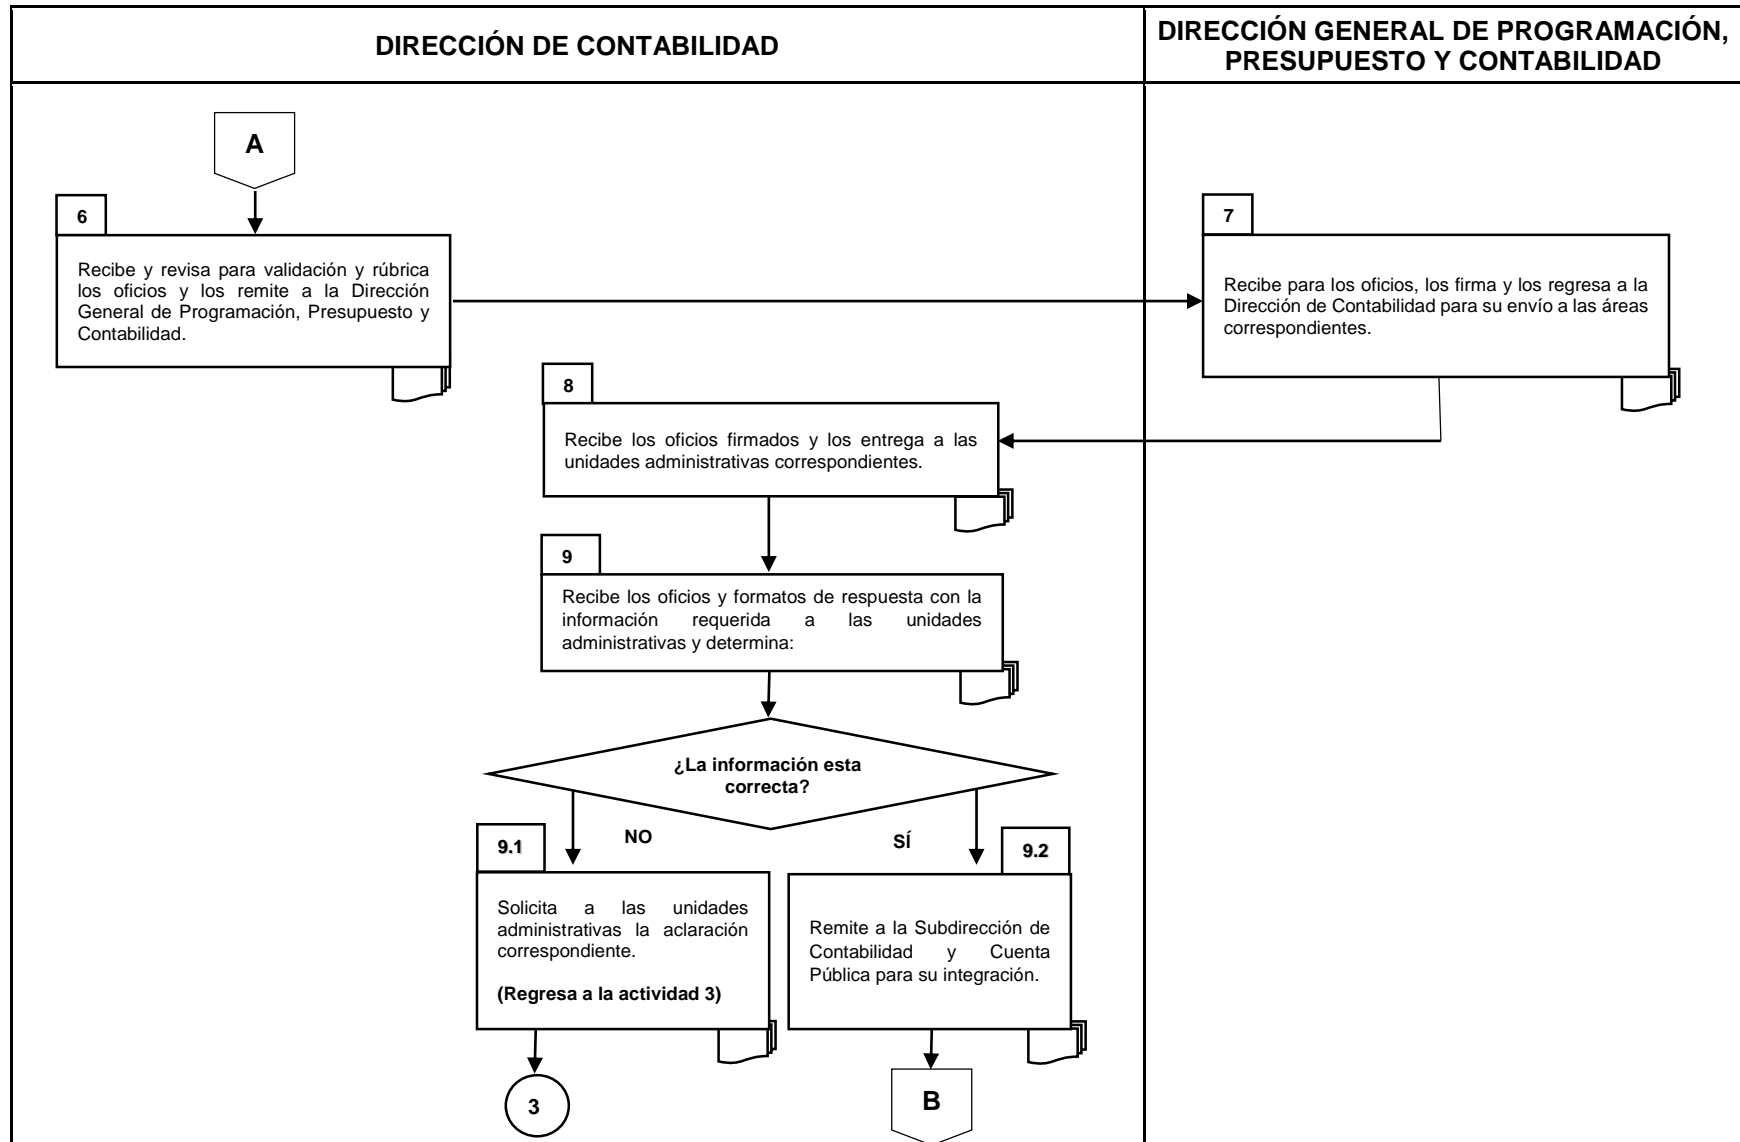 DIRECCIÓN DE CONTABILIDAD
DIRECCIÓN GENERAL DE PROGRAMACIÓN,
PRESUPUESTO Y CONTABILIDAD
A
6
Recibe y revisa para validación y rúbrica
los oficios y los remite a la Dirección
General de Programación, Presupuesto y
Contabilidad.
7
Recibe para los oficios, los firma y los regresa a la
Dirección de Contabilidad para su envío a las áreas
correspondientes.
8
Recibe los oficios firmados y los entrega a las
unidades administrativas correspondientes.
9
Recibe los oficios y formatos de respuesta con la
información requerida a las unidades
administrativas y determina:
¿La información esta
correcta?
NO
SÍ
9.1
Solicita a las unidades
administrativas la aclaración
correspondiente.
(Regresa a la actividad 3)
9.2
Remite a la Subdirección de
Contabilidad y Cuenta
Pública para su integración.
3
B